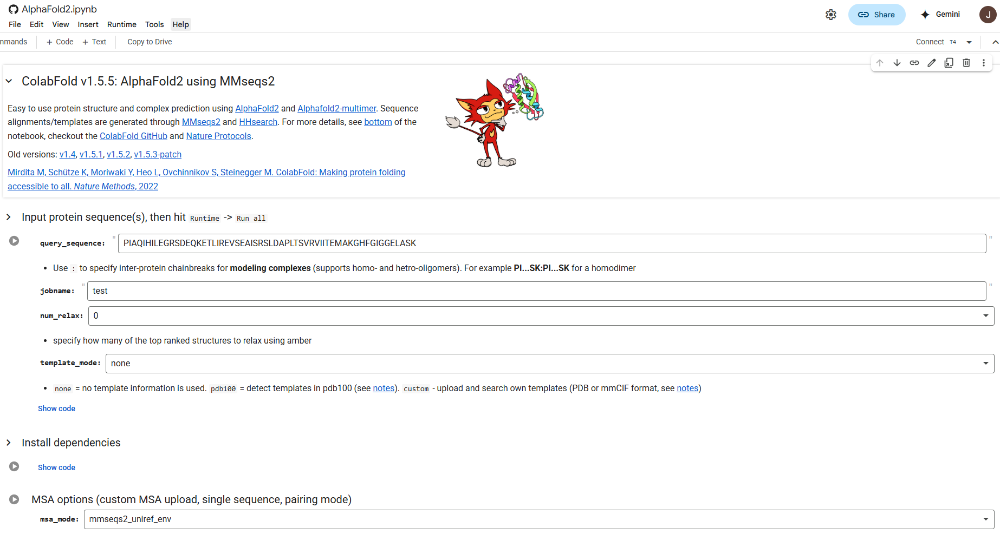 AlphaFold2.ipynb
File Edit View Insert Runtime Tools Help
Share
Gemini
J
mmands
+ Code + Text
Copy to Drive
Connect T4
ColabFold v1.5.5: AlphaFold2 using MMseqs2
Easy to use protein structure and complex prediction using AlphaFold2 and Alphafold2-multimer. Sequence
alignments/templates are generated through MMseqs2 and HHsearch. For more details, see bottom of the
notebook, checkout the ColabFold GitHub and Nature Protocols.
Old versions: v1.4, v1.5.1, v1.5.2, v1.5.3-patch
Mirdita M, Schütze K, Moriwaki Y, Heo L, Ovchinnikov S, Steinegger M. ColabFold: Making protein folding
accessible to all. Nature Methods, 2022
Input protein sequence(s), then hit Runtime -> Run all
query_sequence: " PIAQIHILEGRSDEQKETLIREVSEAISRSLDAPLTSVRVIITEMAKGHFGIGGELASK "
• Use : to specify inter-protein chainbreaks for modeling complexes (supports homo- and hetro-oligomers). For example PI...SK:PI...SK for a homodimer
jobname: " test "
num_relax: 0
• specify how many of the top ranked structures to relax using amber
template_mode: none
• none = no template information is used. pdb100 = detect templates in pdb100 (see notes). custom - upload and search own templates (PDB or mmCIF format, see notes)
Show code
Install dependencies
Show code
MSA options (custom MSA upload, single sequence, pairing mode)
msa_mode: mmseqs2_uniref_env